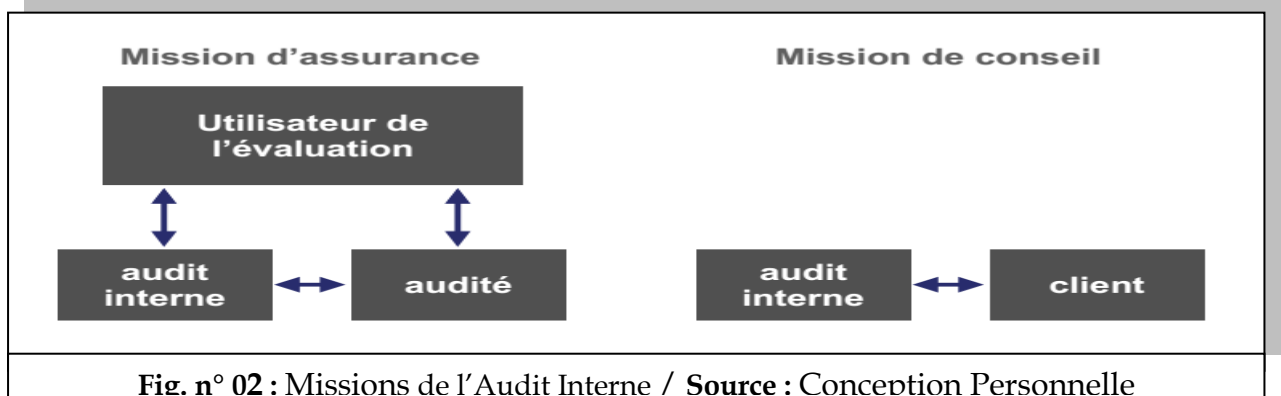 Mission d'assurance
Utilisateur de
l'évaluation
audit
interne
audité
Mission de conseil
audit
interne
client
Fig. n° 02 : Missions de l'Audit Interne / Source : Conception Personnelle